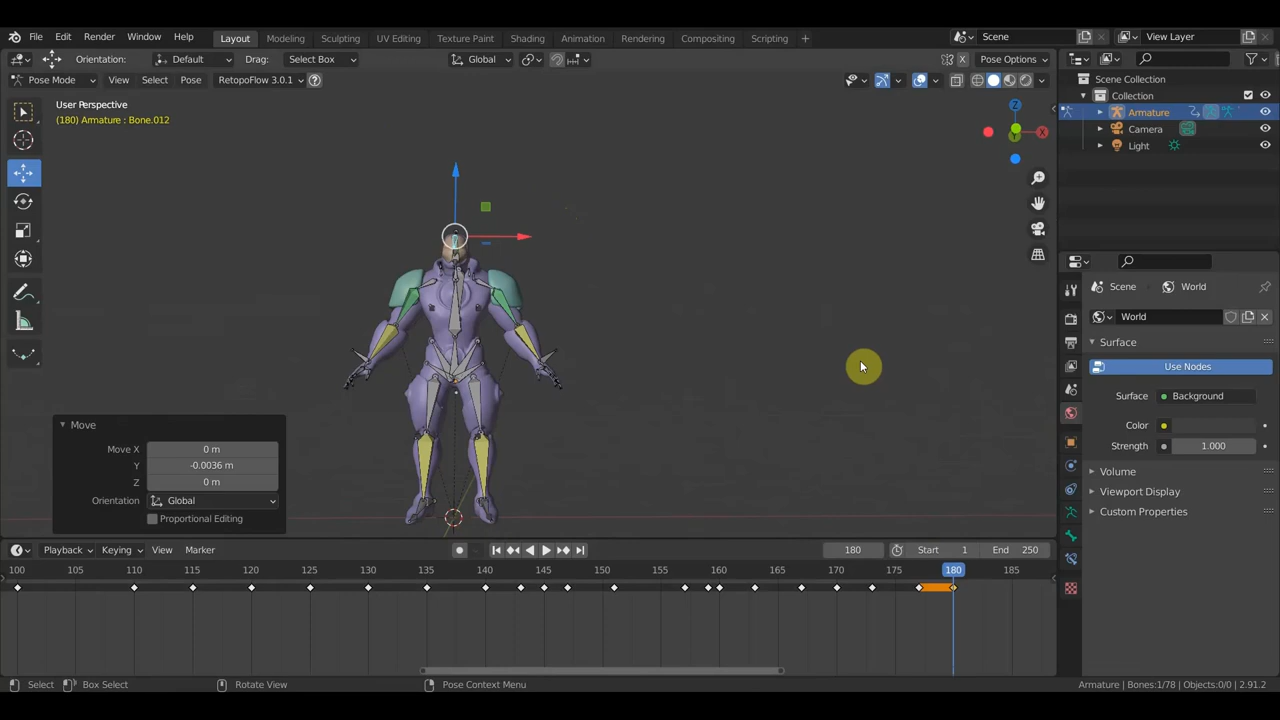 File Edit Render Window Help Layout Modeling Sculpting UV Editing Texture Paint Shading Animation Rendering Compositing Scripting + Scene View Layer
Orientation: Default Drag: Select Box Global Pose Options
Pose Mode View Select Pose RetopoFlow 3.0.1
User Perspective
(180) Armature : Bone.012
Z
X
Y
Scene Collection
Collection
Armature
Camera
Light
Scene World
World
Surface
Use Nodes
Surface Background
Color
Strength 1.000
Volume
Viewport Display
Custom Properties
Move
Move X 0 m
Y -0.0036 m
Z 0 m
Orientation Global
Proportional Editing
Playback Keying View Marker 180 Start 1 End 250
100 105 110 115 120 125 130 135 140 145 150 155 160 165 170 175 180 185
Select Box Select Rotate View Pose Context Menu Armature | Bones:1/78 | Objects:0/0 | 2.91.2